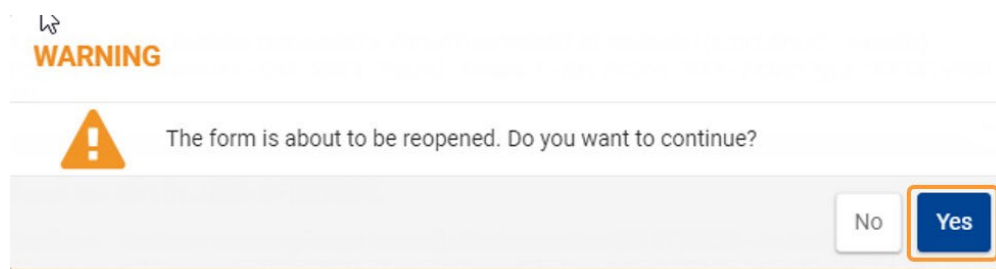 WARNING
The form is about to be reopened. Do you want to continue?
No
Yes